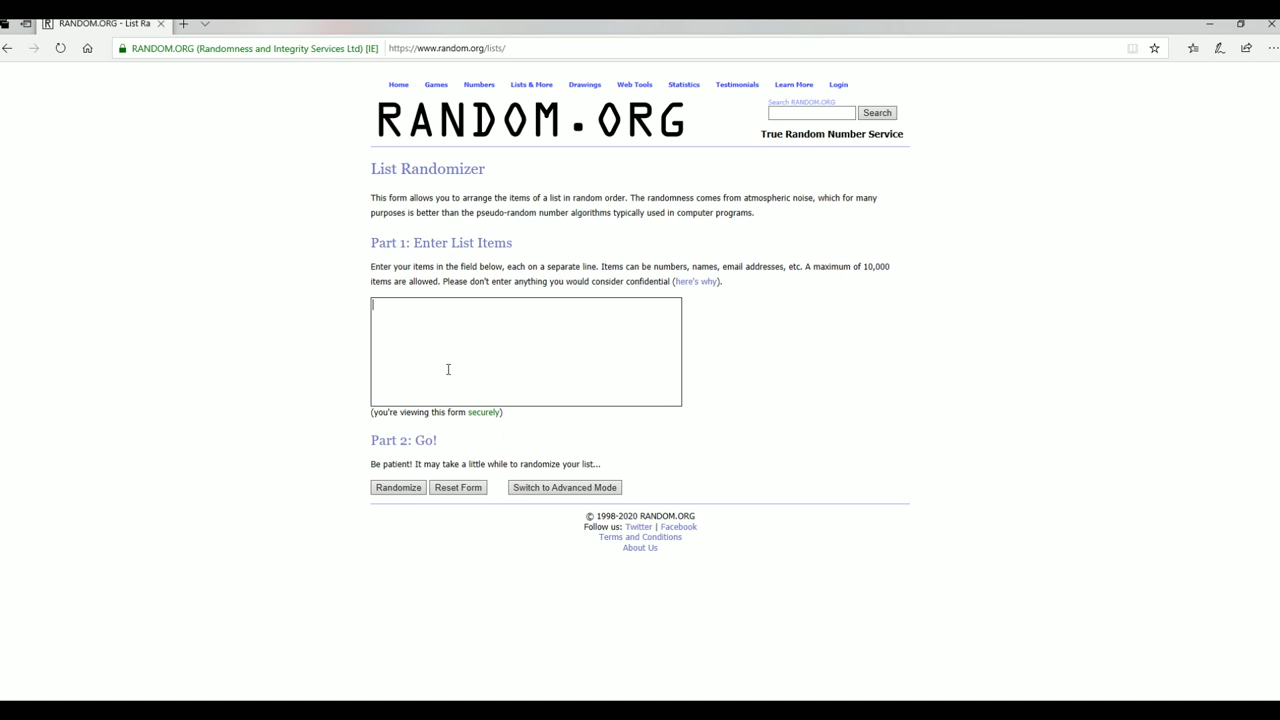 RANDOM.ORG - List Ra
RANDOM.ORG (Randomness and Integrity Services Ltd) [IE] https://www.random.org/lists/
Home Games Numbers Lists & More Drawings Web Tools Statistics Testimonials Learn More Login
RANDOM.ORG
Search RANDOM.ORG
Search
True Random Number Service
List Randomizer
This form allows you to arrange the items of a list in random order. The randomness comes from atmospheric noise, which for many
purposes is better than the pseudo-random number algorithms typically used in computer programs.
Part 1: Enter List Items
Enter your items in the field below, each on a separate line. Items can be numbers, names, email addresses, etc. A maximum of 10,000
items are allowed. Please don't enter anything you would consider confidential (here's why).
(you're viewing this form securely)
Part 2: Go!
Be patient! It may take a little while to randomize your list...
Randomize Reset Form Switch to Advanced Mode
© 1998-2020 RANDOM.ORG
Follow us: Twitter | Facebook
Terms and Conditions
About Us